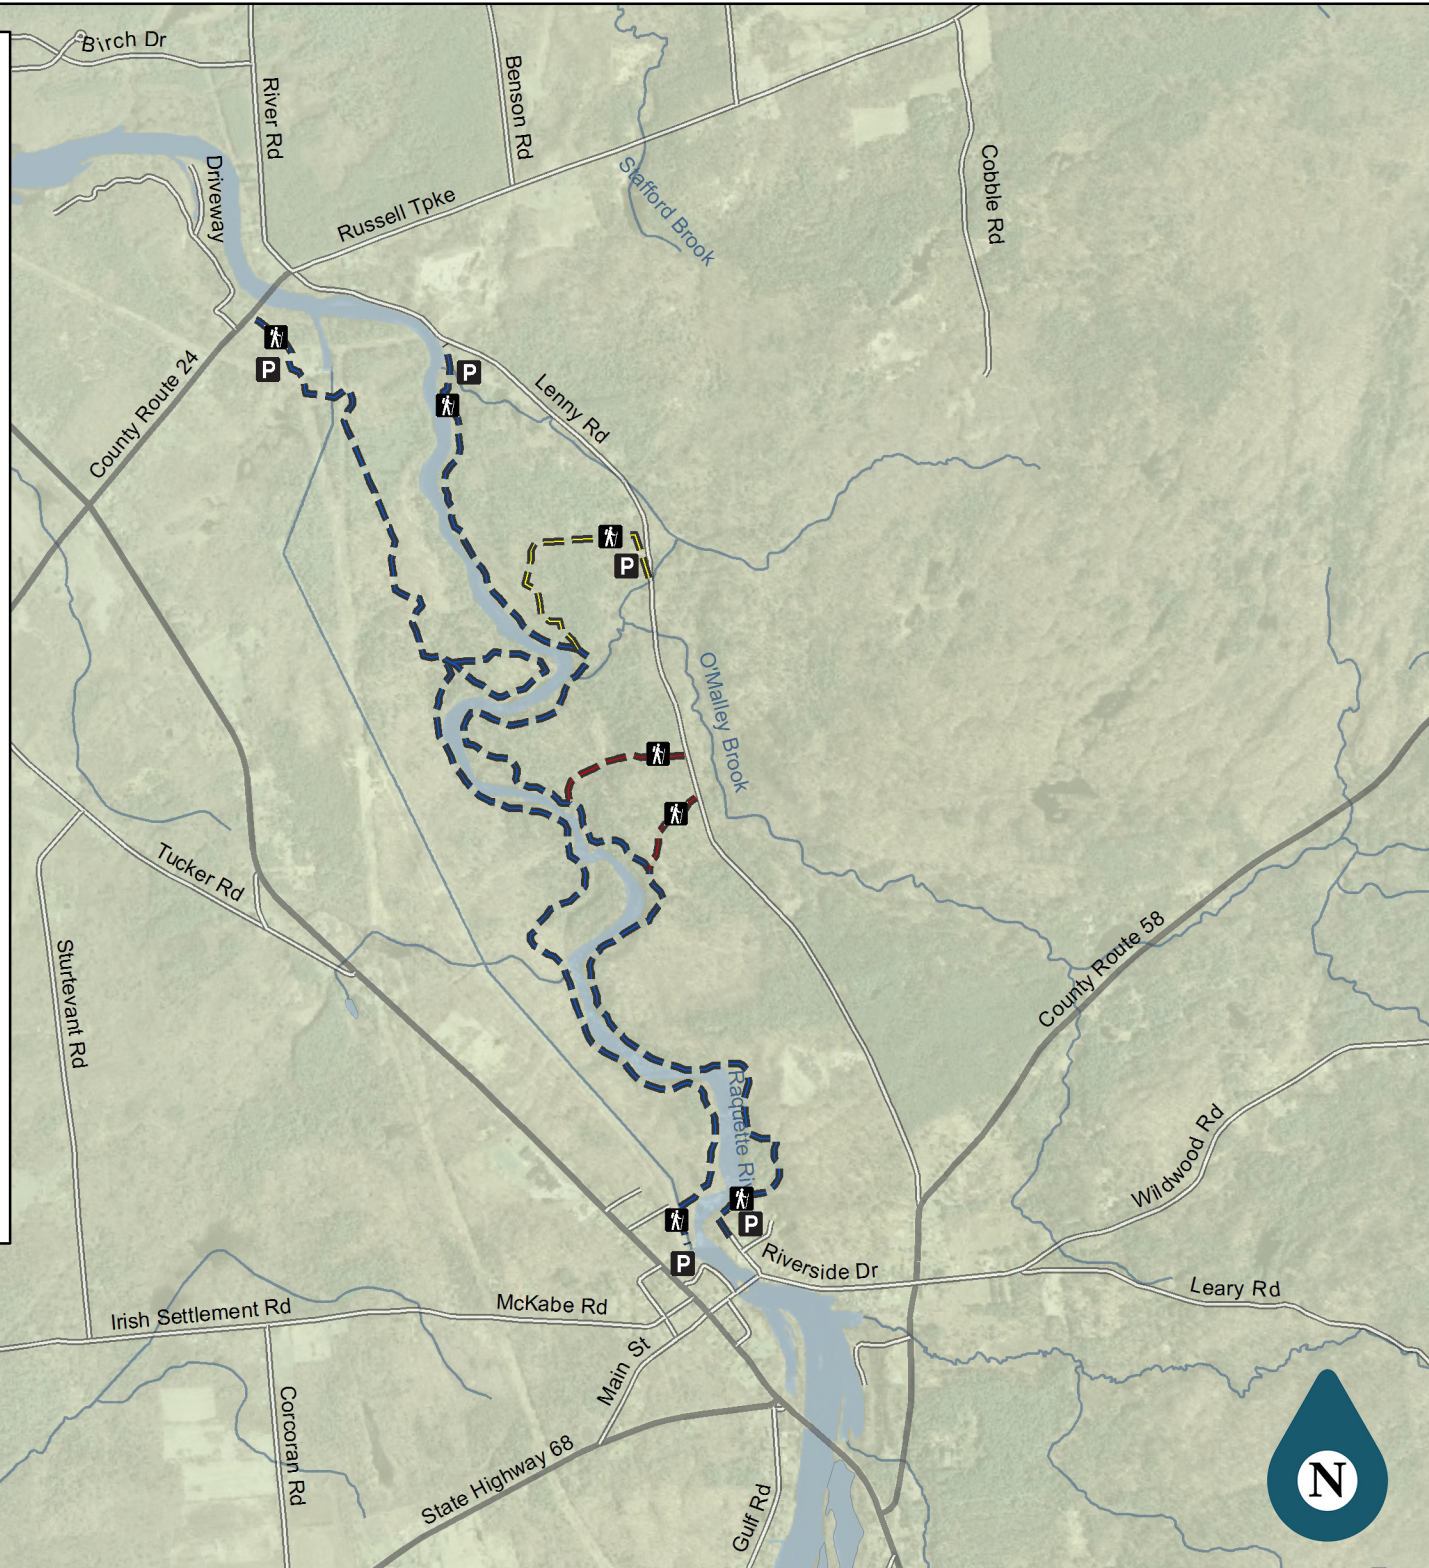 Birch Dr
River Rd
Benson Rd
Driveway
Russell Tpke
Stafford Brook
Cobble Rd
P
P
County Route 24
Lenny Rd
P
O'Malley Brook
Tucker Rd
Sturtevant Rd
County Route 58
Raquette Riv
Wildwood Rd
P
P
Riverside Dr
Leary Rd
Irish Settlement Rd
McKabe Rd
Main St
Corcoran Rd
State Highway 68
Gulf Rd
N